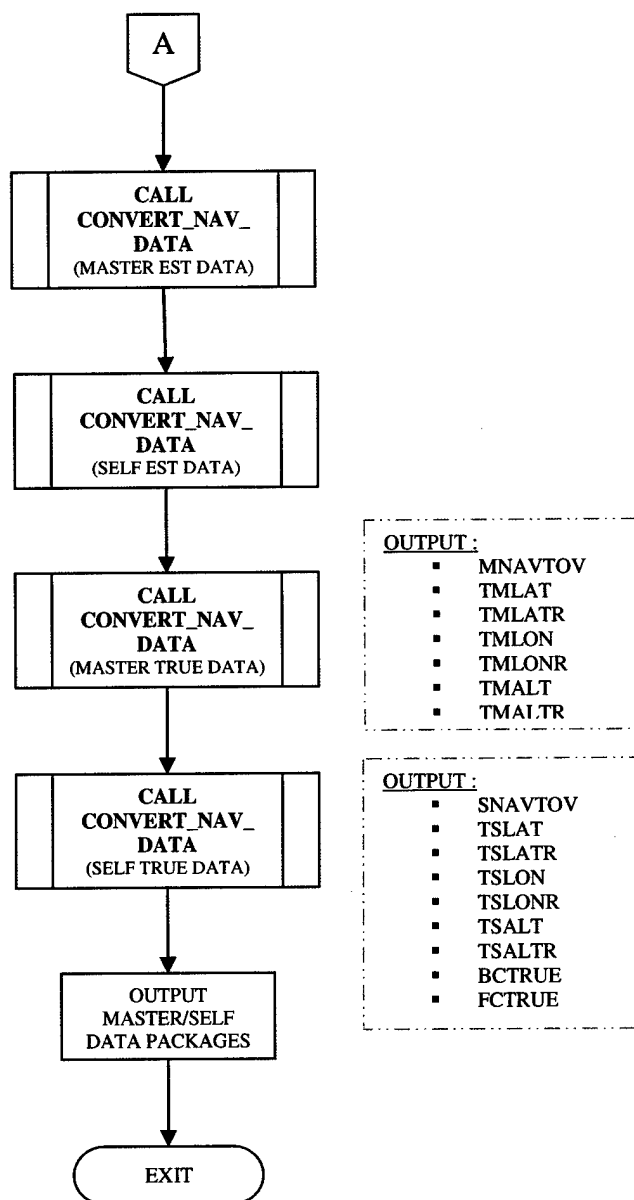 A
CALL
CONVERT_NAV_
DATA
(MASTER EST DATA)
CALL
CONVERT_NAV_
DATA
(SELF EST DATA)
CALL
CONVERT_NAV_
DATA
(MASTER TRUE DATA)
OUTPUT :
▪ MNAVTOV
▪ TMLAT
▪ TMLATR
▪ TMLON
▪ TMLONR
▪ TMALT
▪ TMALTR
CALL
CONVERT_NAV_
DATA
(SELF TRUE DATA)
OUTPUT :
▪ SNAVTOV
▪ TSLAT
▪ TSLATR
▪ TSLON
▪ TSLONR
▪ TSALT
▪ TSALTR
▪ BCTRUE
▪ FCTRUE
OUTPUT
MASTER/SELF
DATA PACKAGES
EXIT